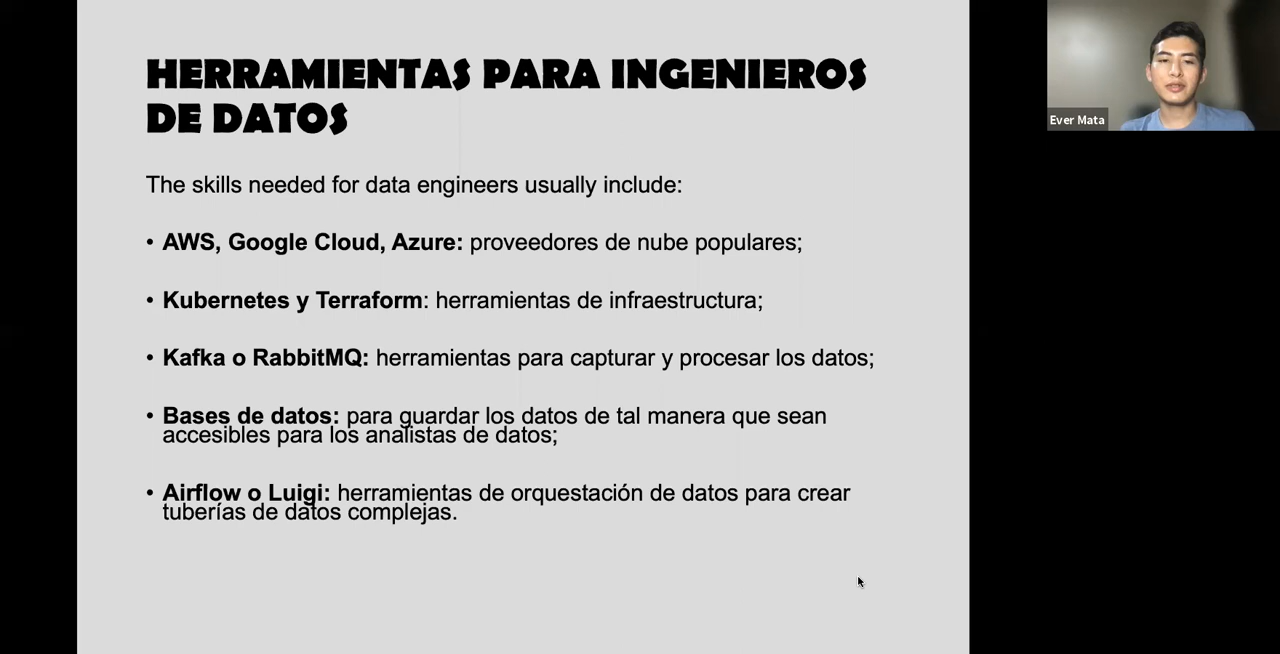 HERRAMIENTAS PARA INGENIEROS
DE DATOS
The skills needed for data engineers usually include:
• AWS, Google Cloud, Azure: proveedores de nube populares;
• Kubernetes y Terraform: herramientas de infraestructura;
• Kafka o RabbitMQ: herramientas para capturar y procesar los datos;
• Bases de datos: para guardar los datos de tal manera que sean
accesibles para los analistas de datos;
• Airflow o Luigi: herramientas de orquestación de datos para crear
tuberías de datos complejas.
Ever Mata